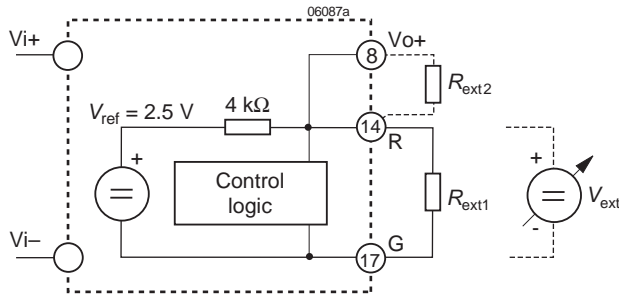 06087a
Vi+
8
Vo+
Rext2
Vref = 2.5 V
4 kΩ
14
R
+
=
Control
logic
Rext1
+
=
-
Vext
Vi–
17
G